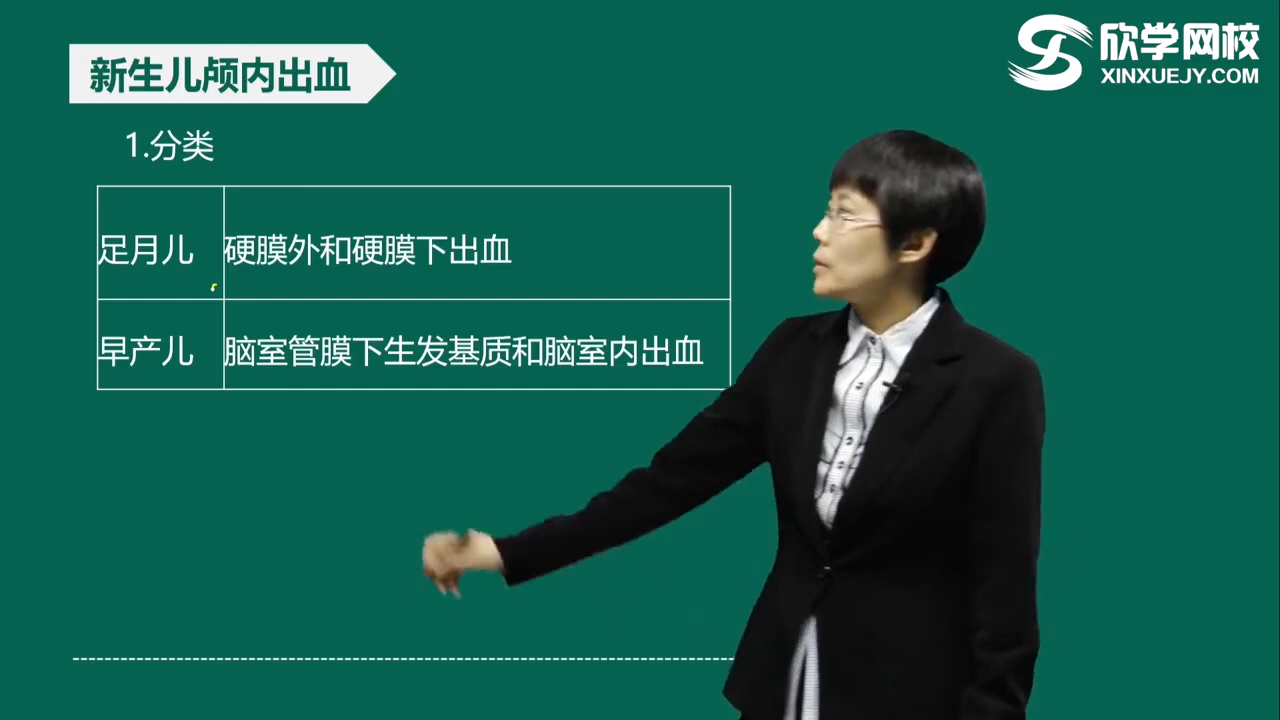 欣学网校
XINXUEJY.COM
新生儿颅内出血
1.分类
足月儿 硬膜外和硬膜下出血
早产儿 脑室管膜下生发基质和脑室内出血